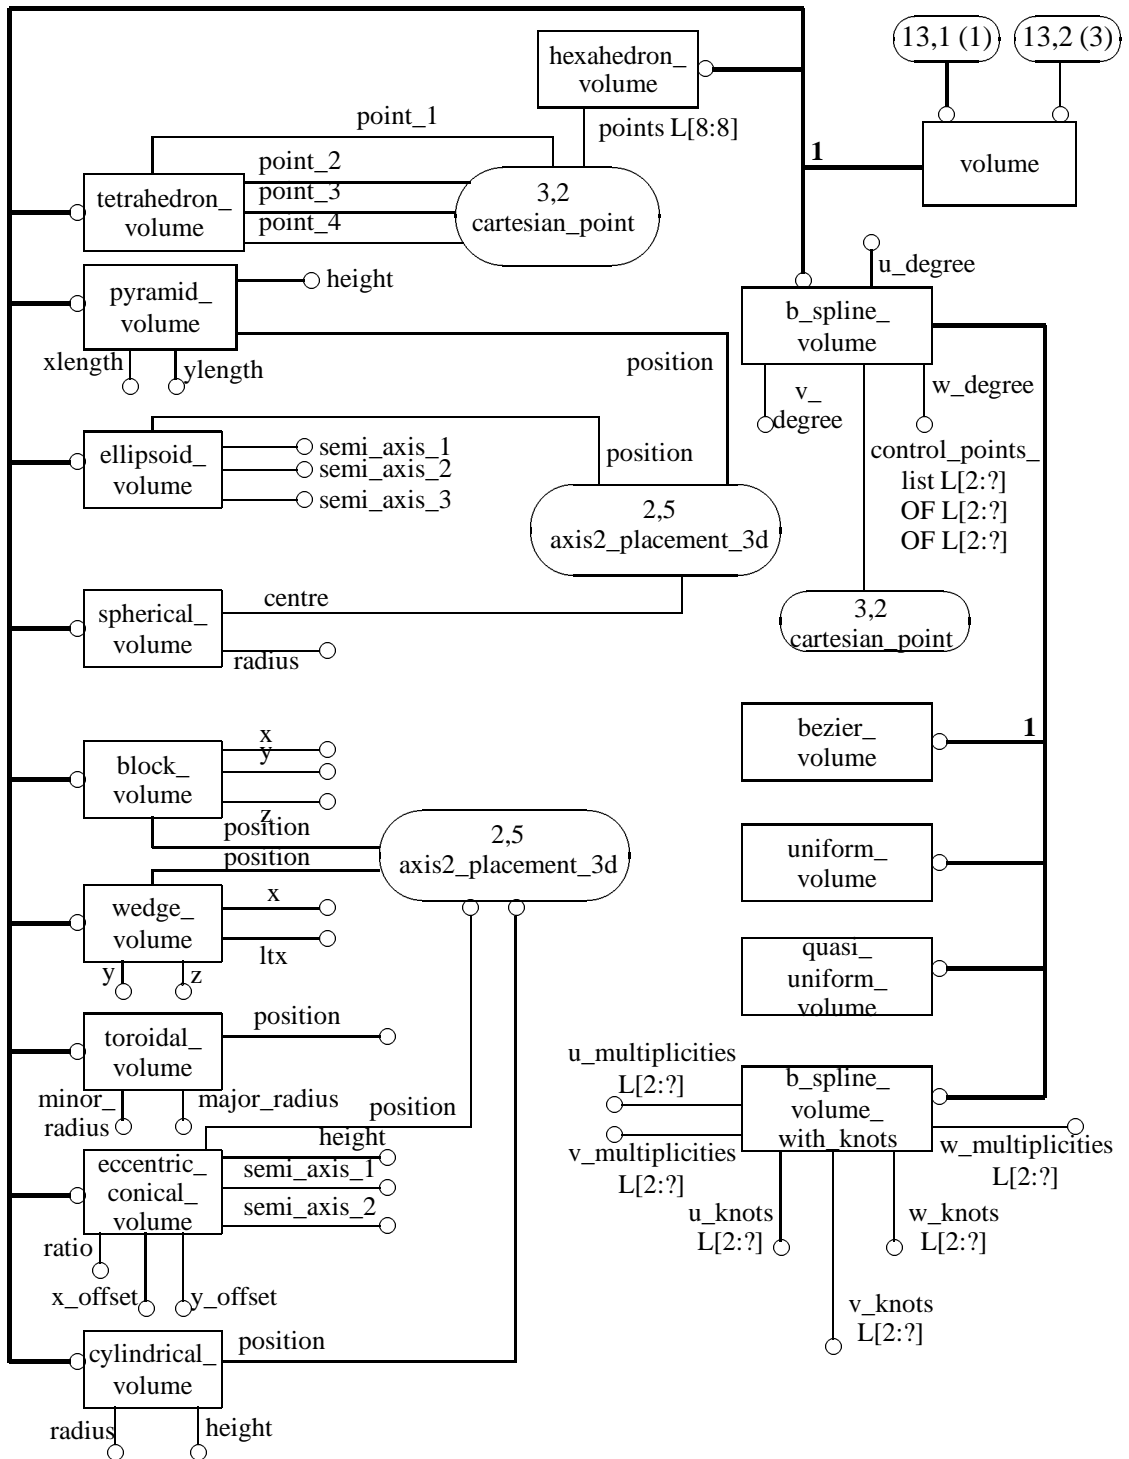 13,1 (1)
13,2 (3)
hexahedron_
volume
points L[8:8]
1
volume
point_1
point_2
point_3
point_4
tetrahedron_
volume
3,2
cartesian_point
pyramid_
volume
height
xlength
ylength
position
u_degree
b_spline_
volume
v_
degree
w_degree
control_points_
list L[2:?]
OF L[2:?]
OF L[2:?]
ellipsoid_
volume
semi_axis_1
semi_axis_2
semi_axis_3
position
2,5
axis2_placement_3d
spherical_
volume
centre
radius
3,2
cartesian_point
block_
volume
x
y
z
position
position
2,5
axis2_placement_3d
bezier_
volume
1
wedge_
volume
x
ltx
y
z
uniform_
volume
quasi_
uniform_
volume
toroidal_
volume
position
minor_
radius
major_radius
position
eccentric_
conical_
volume
height
semi_axis_1
semi_axis_2
ratio
x_offset
y_offset
cylindrical_
volume
position
radius
height
u_multiplicities
L[2:?]
v_multiplicities
L[2:?]
b_spline_
volume_
with_knots
w_multiplicities
L[2:?]
u_knots
L[2:?]
w_knots
L[2:?]
v_knots
L[2:?]